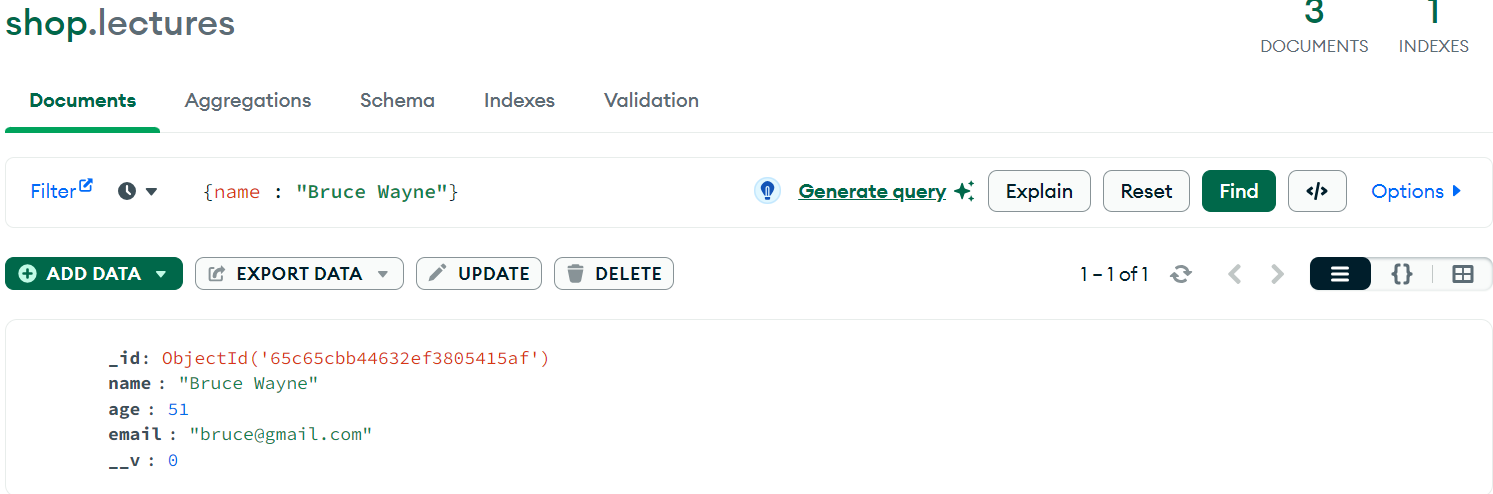 shop.lectures
3 1
DOCUMENTS INDEXES
Documents Aggregations Schema Indexes Validation
Filter {name : "Bruce Wayne"} Generate query Explain Reset Find </> Options
ADD DATA EXPORT DATA UPDATE DELETE 1 – 1 of 1 {}
_id: ObjectId('65c65cbb44632ef3805415af')
name : "Bruce Wayne"
age : 51
email : "bruce@gmail.com"
__v : 0